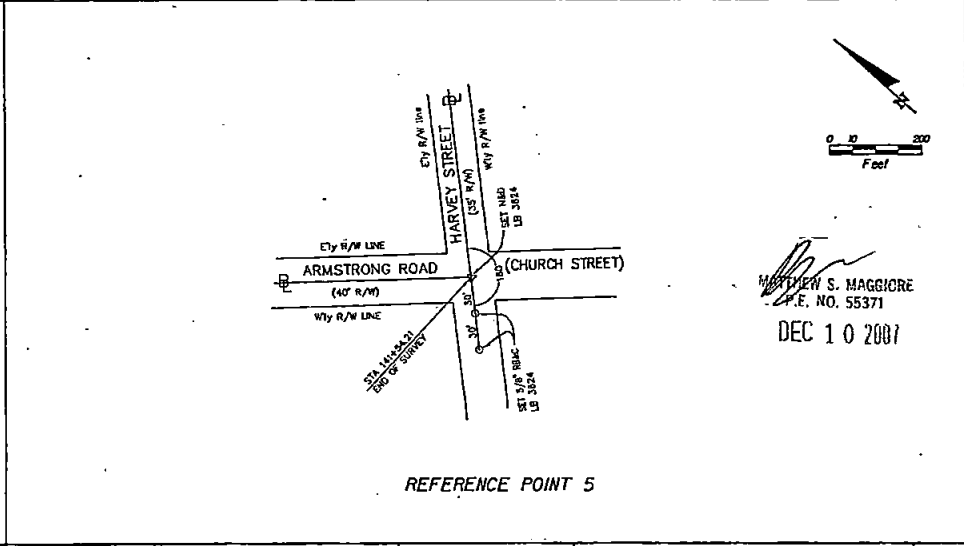 N
0 10 200
Feet
E'ly R/W line
HARVEY STREET
(35' R/W)
W'ly R/W line
SET N&D
LB 3824
E'ly R/W LINE
ARMSTRONG ROAD
(CHURCH STREET)
(40' R/W)
W'ly R/W LINE
180
30'
30'
STA 141+54.21
END OF SURVEY
SET 5/8" RB&C
LB 3824
MATTHEW S. MAGGIORE
P.E. NO. 55371
DEC 10 2007
REFERENCE POINT 5